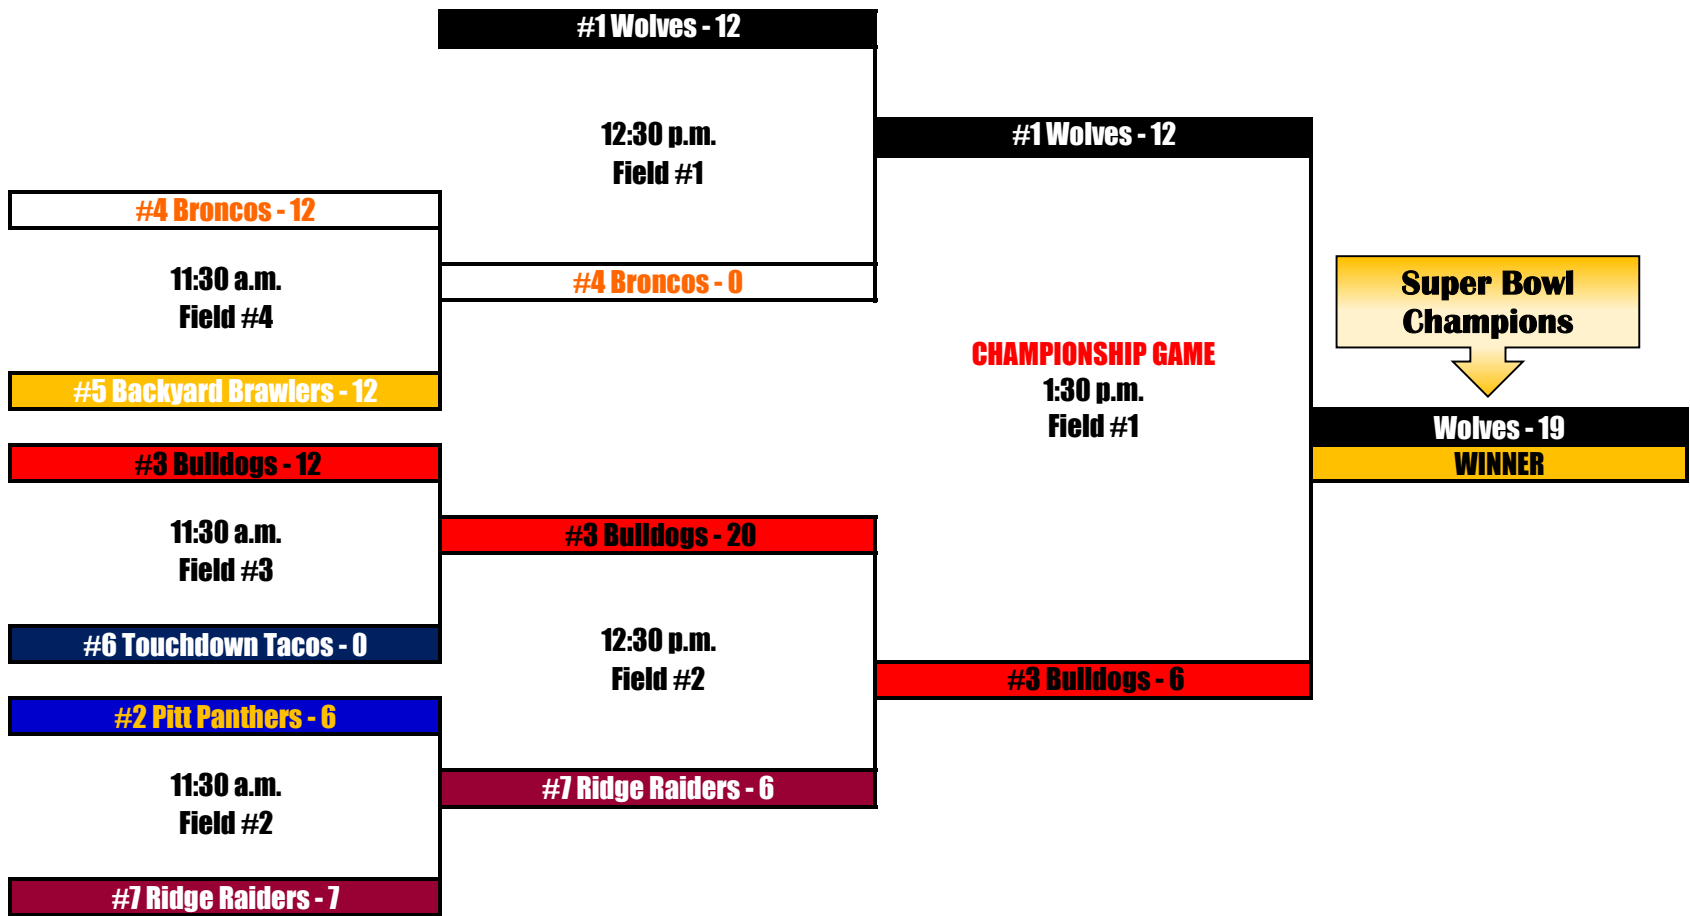 #1 Wolves - 12
12:30 p.m.
Field #1
#1 Wolves - 12
#4 Broncos - 12
11:30 a.m.
Field #4
#4 Broncos - 0
Super Bowl
Champions
CHAMPIONSHIP GAME
1:30 p.m.
Field #1
#5 Backyard Brawlers - 12
Wolves - 19
WINNER
#3 Bulldogs - 12
11:30 a.m.
Field #3
#3 Bulldogs - 20
#6 Touchdown Tacos - 0
12:30 p.m.
Field #2
#3 Bulldogs - 6
#2 Pitt Panthers - 6
11:30 a.m.
Field #2
#7 Ridge Raiders - 6
#7 Ridge Raiders - 7